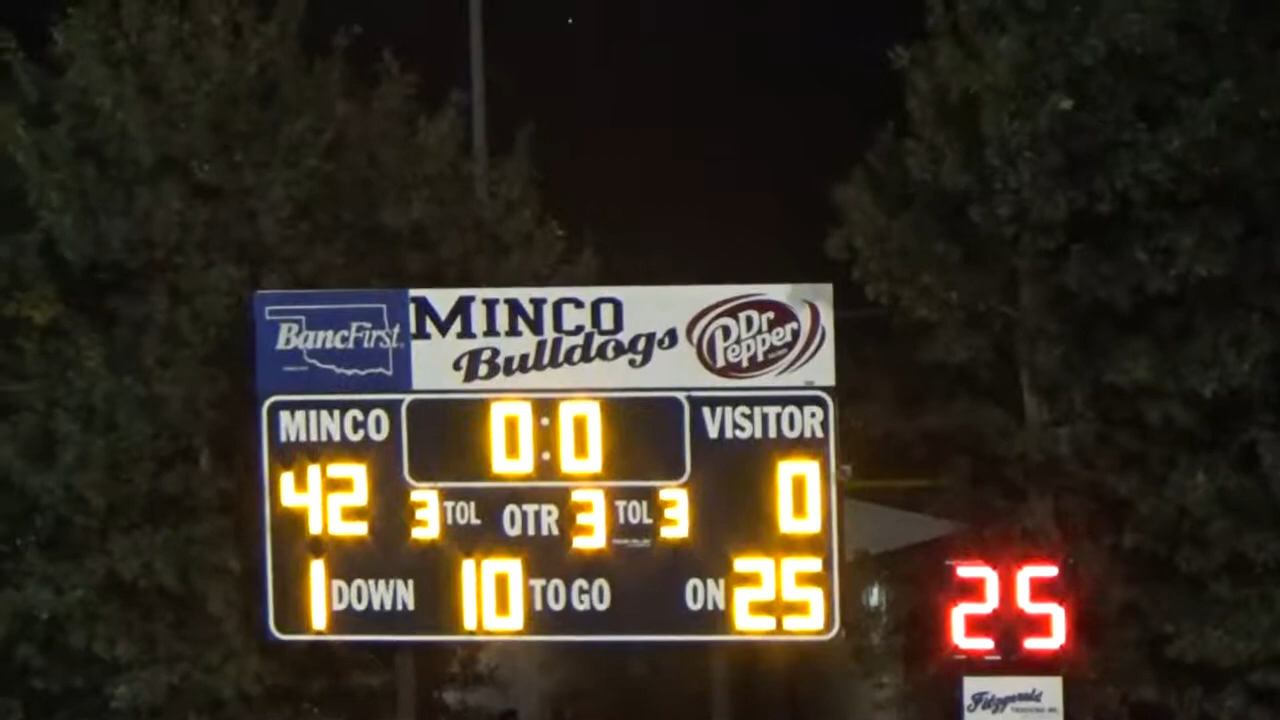 BancFirst
MINCO
Bulldogs
Dr
Pepper
MINCO
0:0
VISITOR
42
3 TOL QTR 3 TOL 3
0
1 DOWN 10 TO GO ON 25
25
Fitzgerald